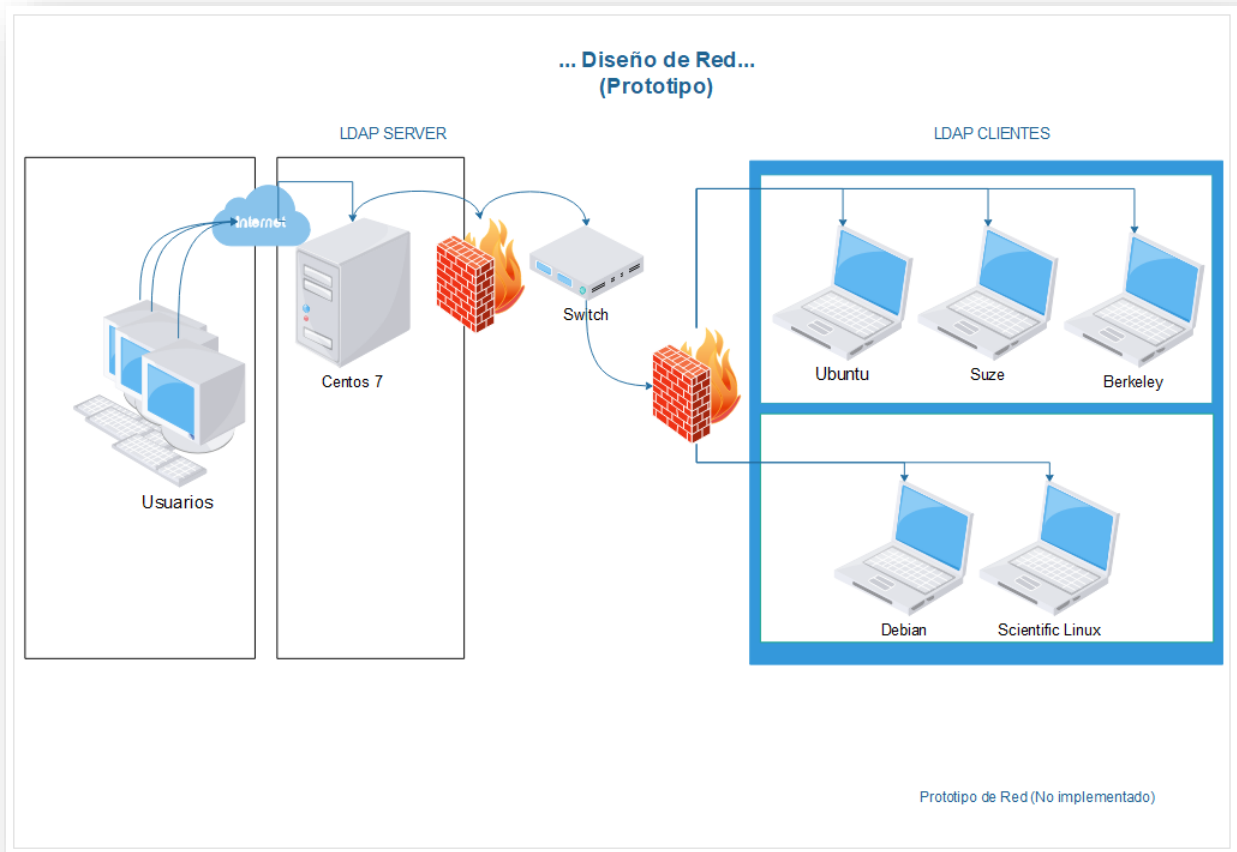 ... Diseño de Red...
(Prototipo)
LDAP SERVER
LDAP CLIENTES
Internet
Centos 7
Switch
Usuarios
Ubuntu
Suze
Berkeley
Debian
Scientific Linux
Prototipo de Red (No implementado)